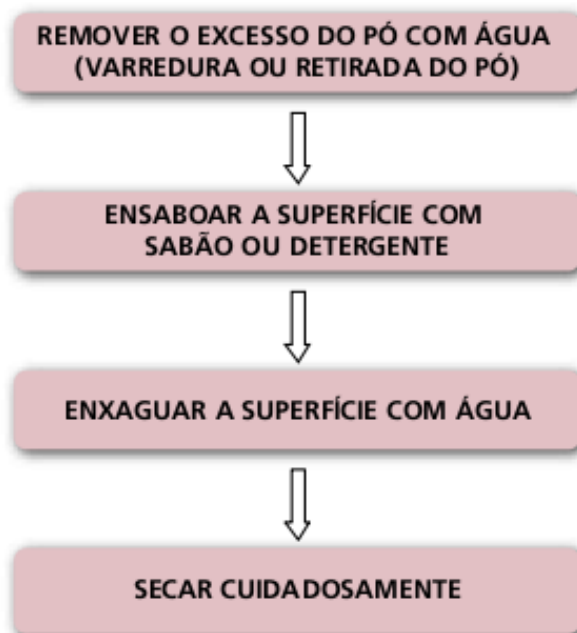 REMOVER O EXCESSO DO PÓ COM ÁGUA
(VARREDURA OU RETIRADA DO PÓ)
ENSABOAR A SUPERFÍCIE COM
SABÃO OU DETERGENTE
ENXAGUAR A SUPERFÍCIE COM ÁGUA
SECAR CUIDADOSAMENTE